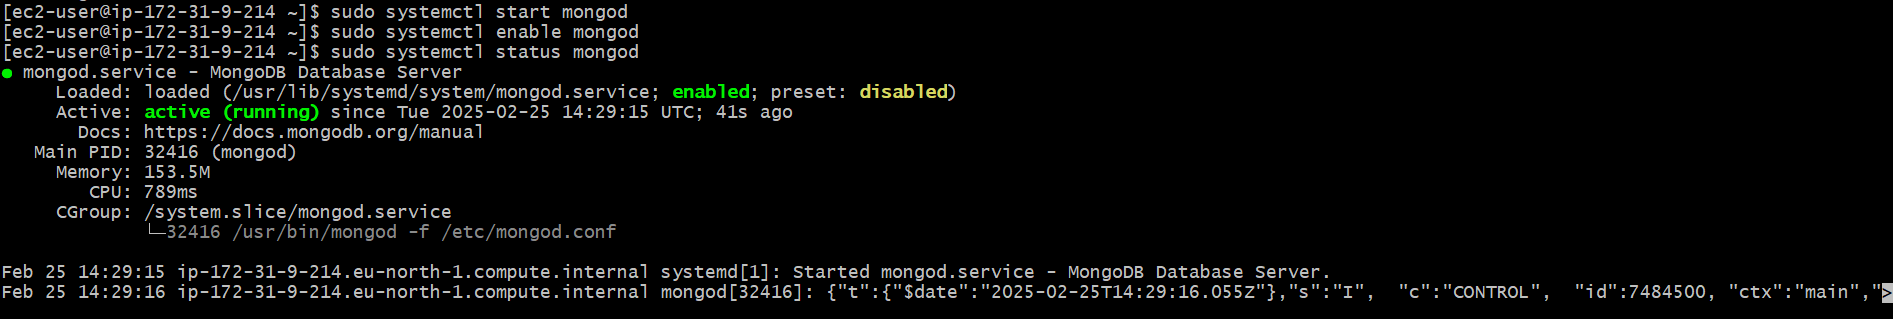 [ec2-user@ip-172-31-9-214 ~]$ sudo systemctl start mongod
[ec2-user@ip-172-31-9-214 ~]$ sudo systemctl enable mongod
[ec2-user@ip-172-31-9-214 ~]$ sudo systemctl status mongod
● mongod.service - MongoDB Database Server
     Loaded: loaded (/usr/lib/systemd/system/mongod.service; enabled; preset: disabled)
     Active: active (running) since Tue 2025-02-25 14:29:15 UTC; 41s ago
       Docs: https://docs.mongodb.org/manual
   Main PID: 32416 (mongod)
     Memory: 153.5M
        CPU: 789ms
     CGroup: /system.slice/mongod.service
             └─32416 /usr/bin/mongod -f /etc/mongod.conf
Feb 25 14:29:15 ip-172-31-9-214.eu-north-1.compute.internal systemd[1]: Started mongod.service - MongoDB Database Server.
Feb 25 14:29:16 ip-172-31-9-214.eu-north-1.compute.internal mongod[32416]: {"t":{"$date":"2025-02-25T14:29:16.055Z"},"s":"I",  "c":"CONTROL",  "id":7484500, "ctx":"main",">